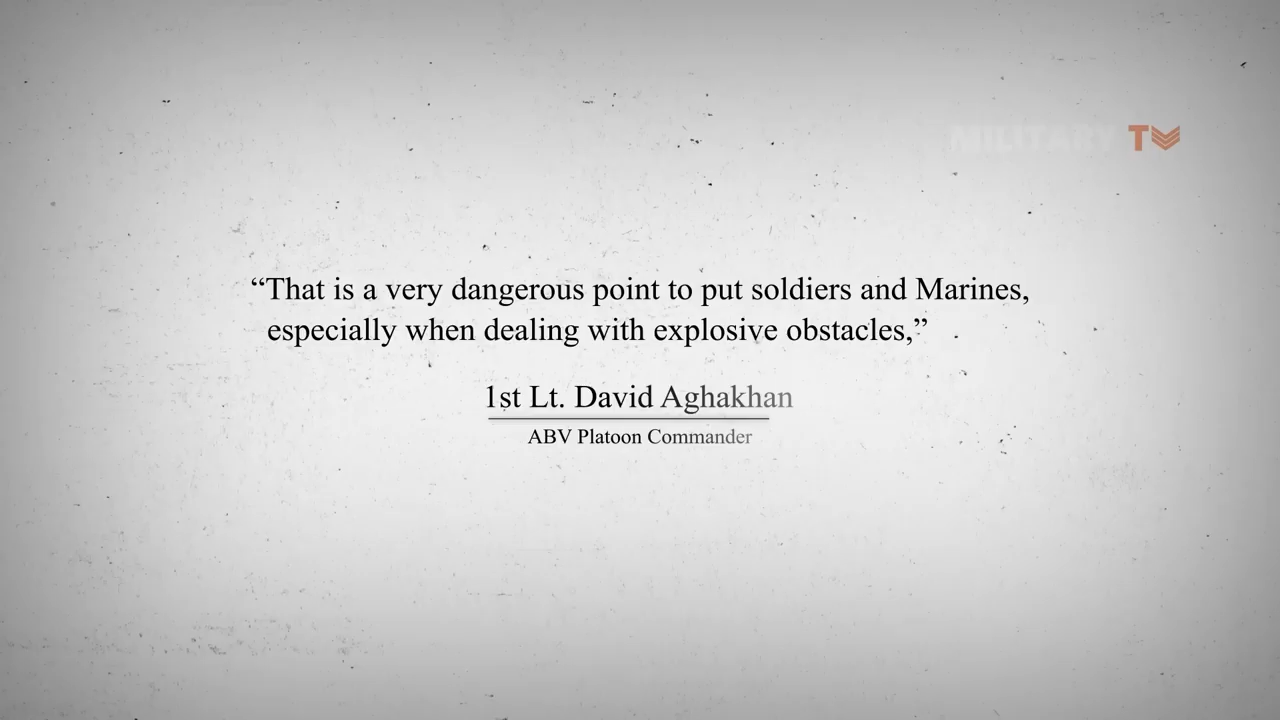 MILITARY TV
“That is a very dangerous point to put soldiers and Marines,
especially when dealing with explosive obstacles,”
1st Lt. David Aghakhan
ABV Platoon Commander